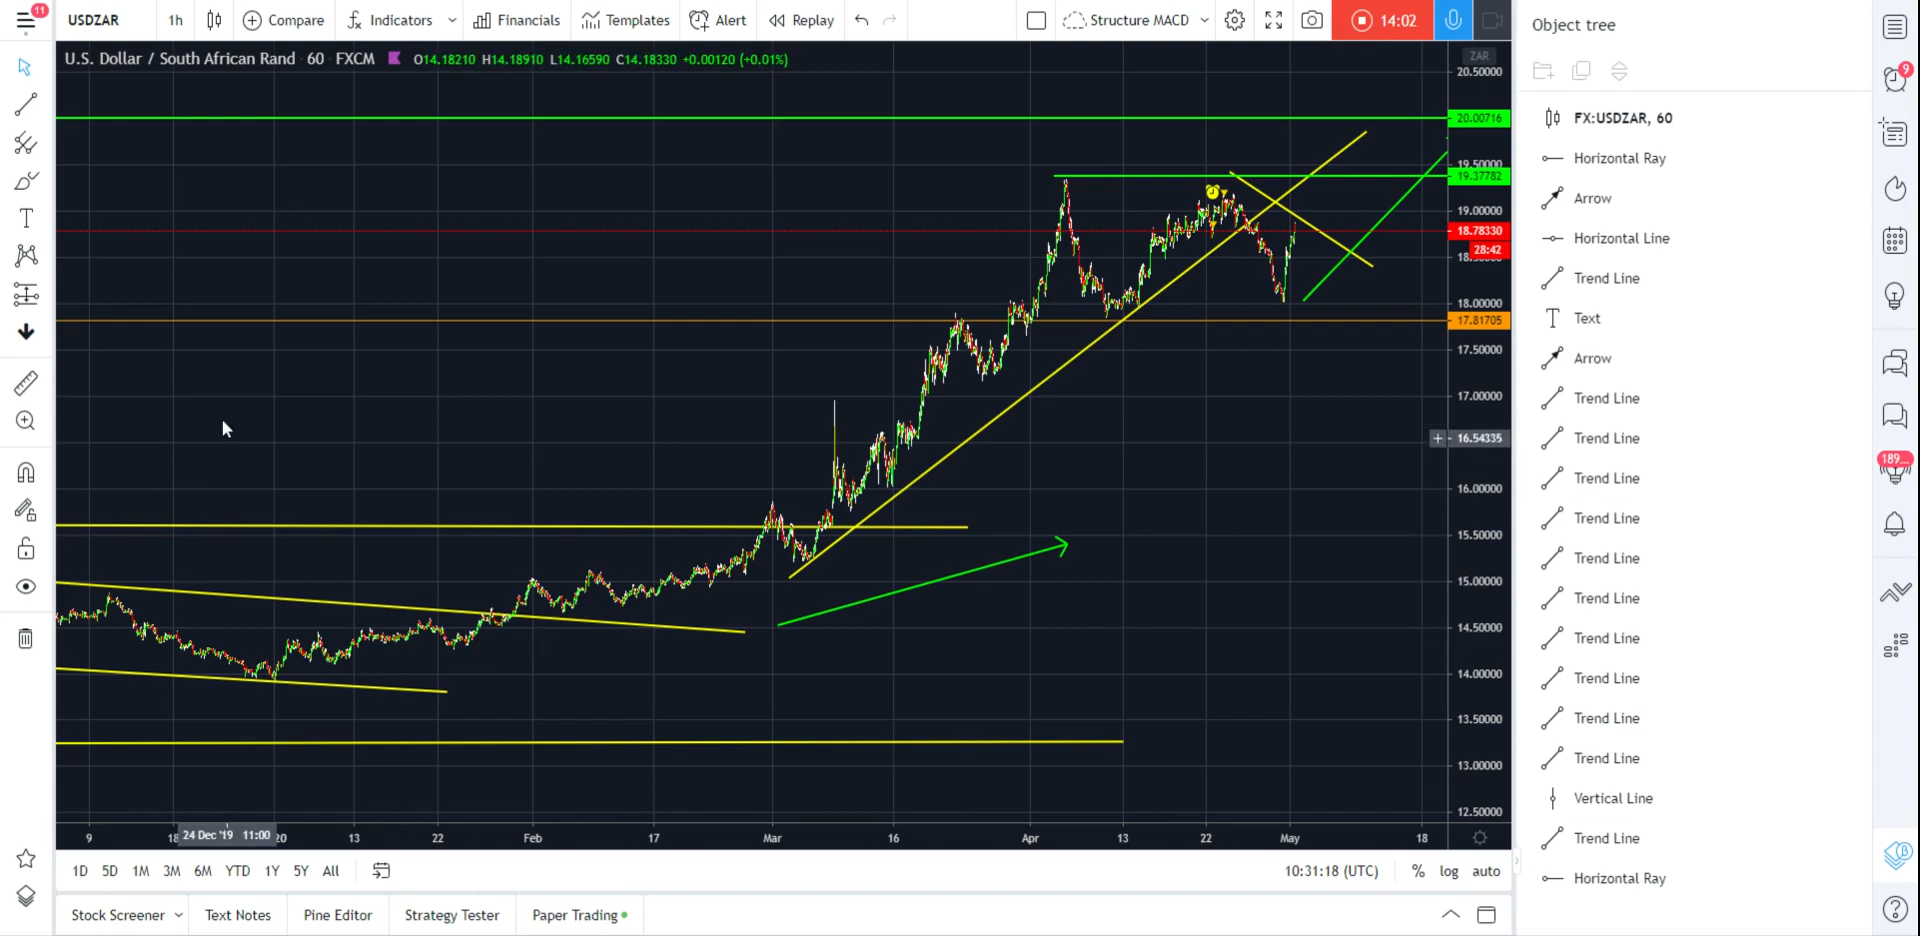 11
USDZAR
1h
Compare
Indicators
Financials
Templates
Alert
Replay
Structure MACD
14:02
Object tree
U.S. Dollar / South African Rand · 60 · FXCM
O14.18210 H14.18910 L14.16590 C14.18330 +0.00120 (+0.01%)
ZAR
20.50000
20.00716
19.50000
19.37782
19.00000
18.78330
28:42
18.00000
17.81705
17.50000
17.00000
16.54335
16.00000
15.50000
15.00000
14.50000
14.00000
13.50000
13.00000
12.50000
9
18
24 Dec '19 11:00
20
13
22
Feb
17
Mar
16
Apr
13
22
May
18
1D
5D
1M
3M
6M
YTD
1Y
5Y
All
10:31:18 (UTC)
%
log
auto
Stock Screener
Text Notes
Pine Editor
Strategy Tester
Paper Trading
FX:USDZAR, 60
Horizontal Ray
Arrow
Horizontal Line
Trend Line
Text
Arrow
Trend Line
Trend Line
Trend Line
Trend Line
Trend Line
Trend Line
Trend Line
Trend Line
Trend Line
Trend Line
Vertical Line
Trend Line
Horizontal Ray
9
189...